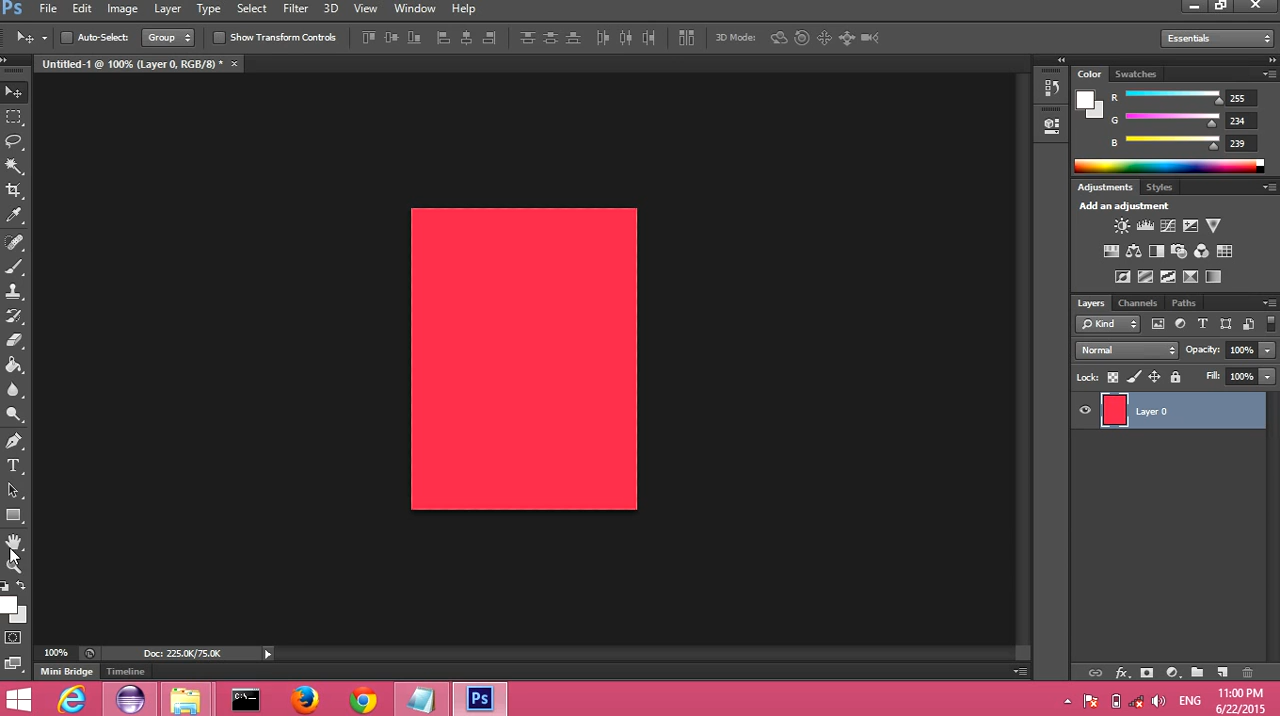 Ps File Edit Image Layer Type Select Filter 3D View Window Help
Auto-Select: Group Show Transform Controls 3D Mode: Essentials
Untitled-1 @ 100% (Layer 0, RGB/8) * ×
Color Swatches
R 255
G 234
B 239
Adjustments Styles
Add an adjustment
Layers Channels Paths
Kind T
Normal Opacity: 100%
Lock: Fill: 100%
Layer 0
T
100% Doc: 225.0K/75.0K
fx
Mini Bridge Timeline
C:\ Ps ENG 11:00 PM
6/22/2015